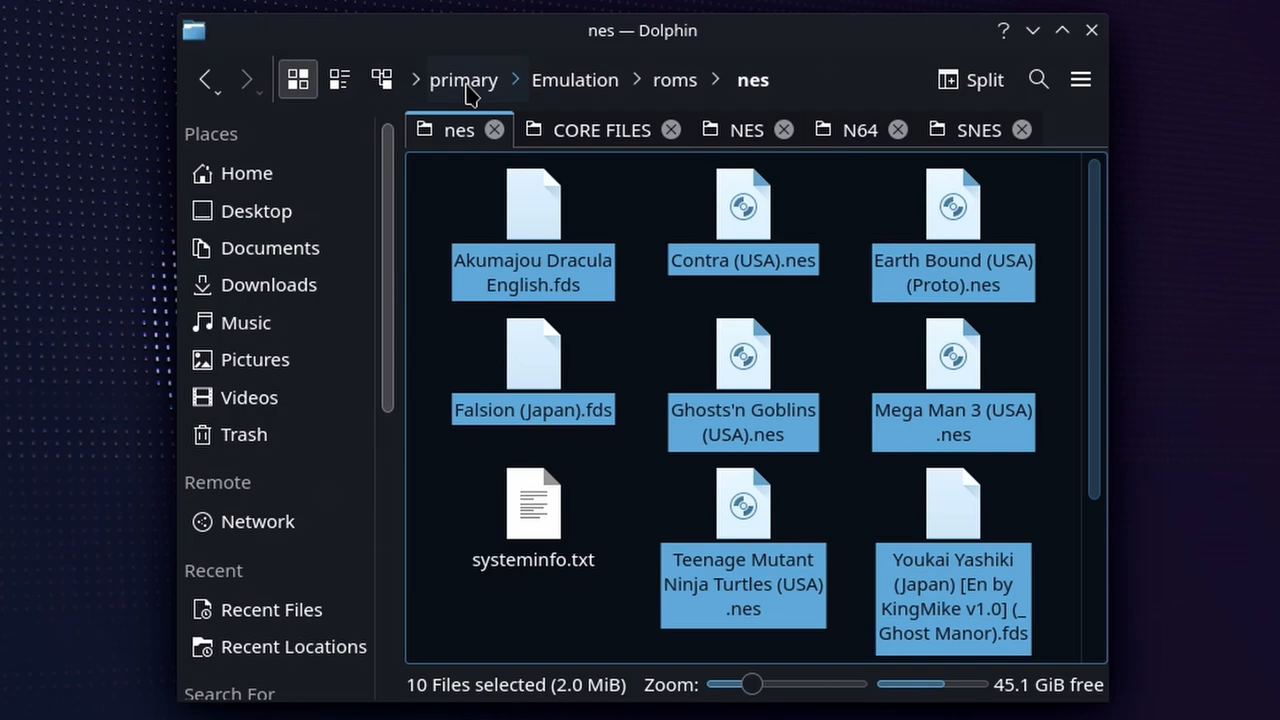 nes — Dolphin
primary Emulation roms nes Split
nes CORE FILES NES N64 SNES
Places
Home
Desktop
Documents
Downloads
Music
Pictures
Videos
Trash
Remote
Network
Recent
Recent Files
Recent Locations
Search For
Akumajou Dracula
English.fds
Contra (USA).nes
Earth Bound (USA)
(Proto).nes
Falsion (Japan).fds
Ghosts'n Goblins
(USA).nes
Mega Man 3 (USA)
.nes
systeminfo.txt
Teenage Mutant
Ninja Turtles (USA)
.nes
Youkai Yashiki
(Japan) [En by
KingMike v1.0] (_
Ghost Manor).fds
10 Files selected (2.0 MiB) Zoom: 45.1 GiB free